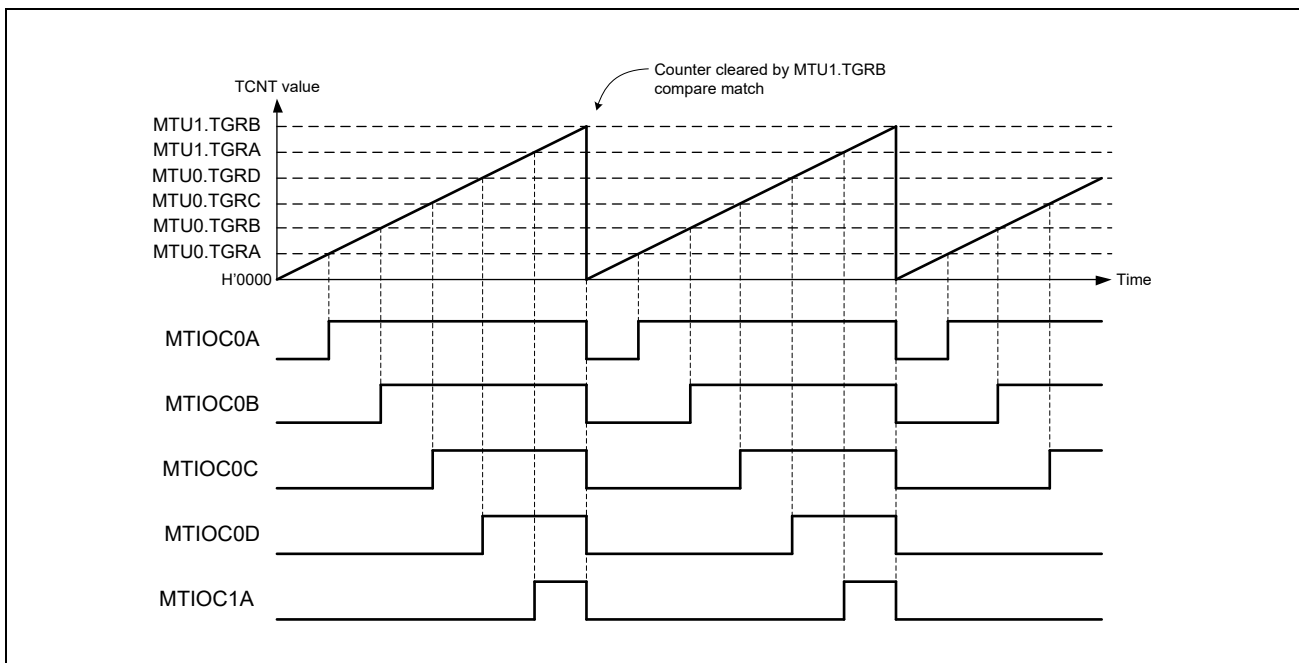 Counter cleared by MTU1.TGRB
compare match
TCNT value
MTU1.TGRB
MTU1.TGRA
MTU0.TGRD
MTU0.TGRC
MTU0.TGRB
MTU0.TGRA
H'0000
Time
MTIOC0A
MTIOC0B
MTIOC0C
MTIOC0D
MTIOC1A